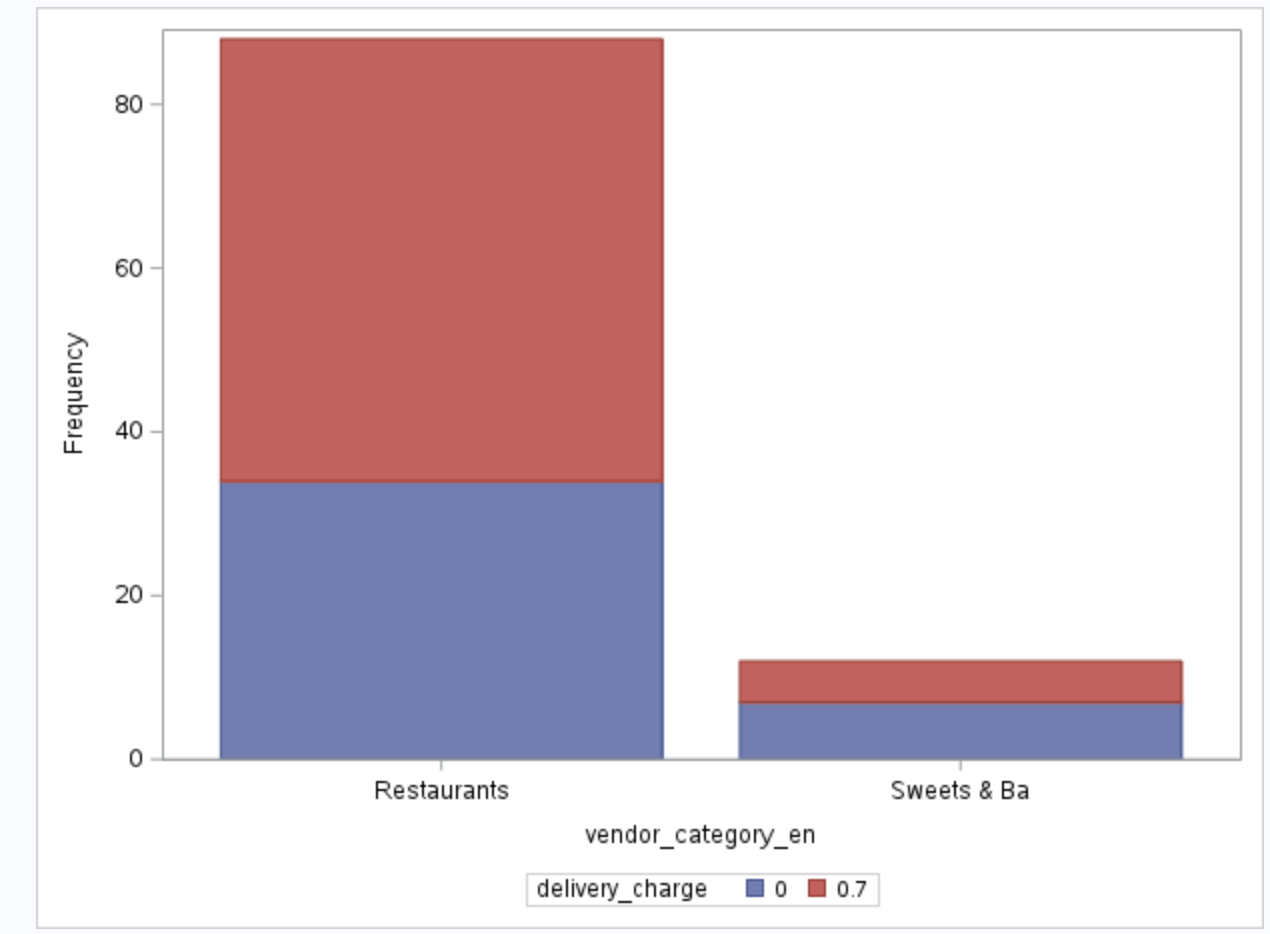 80
60
40
20
0
Frequency
Restaurants
Sweets & Ba
vendor_category_en
delivery_charge 0 0.7